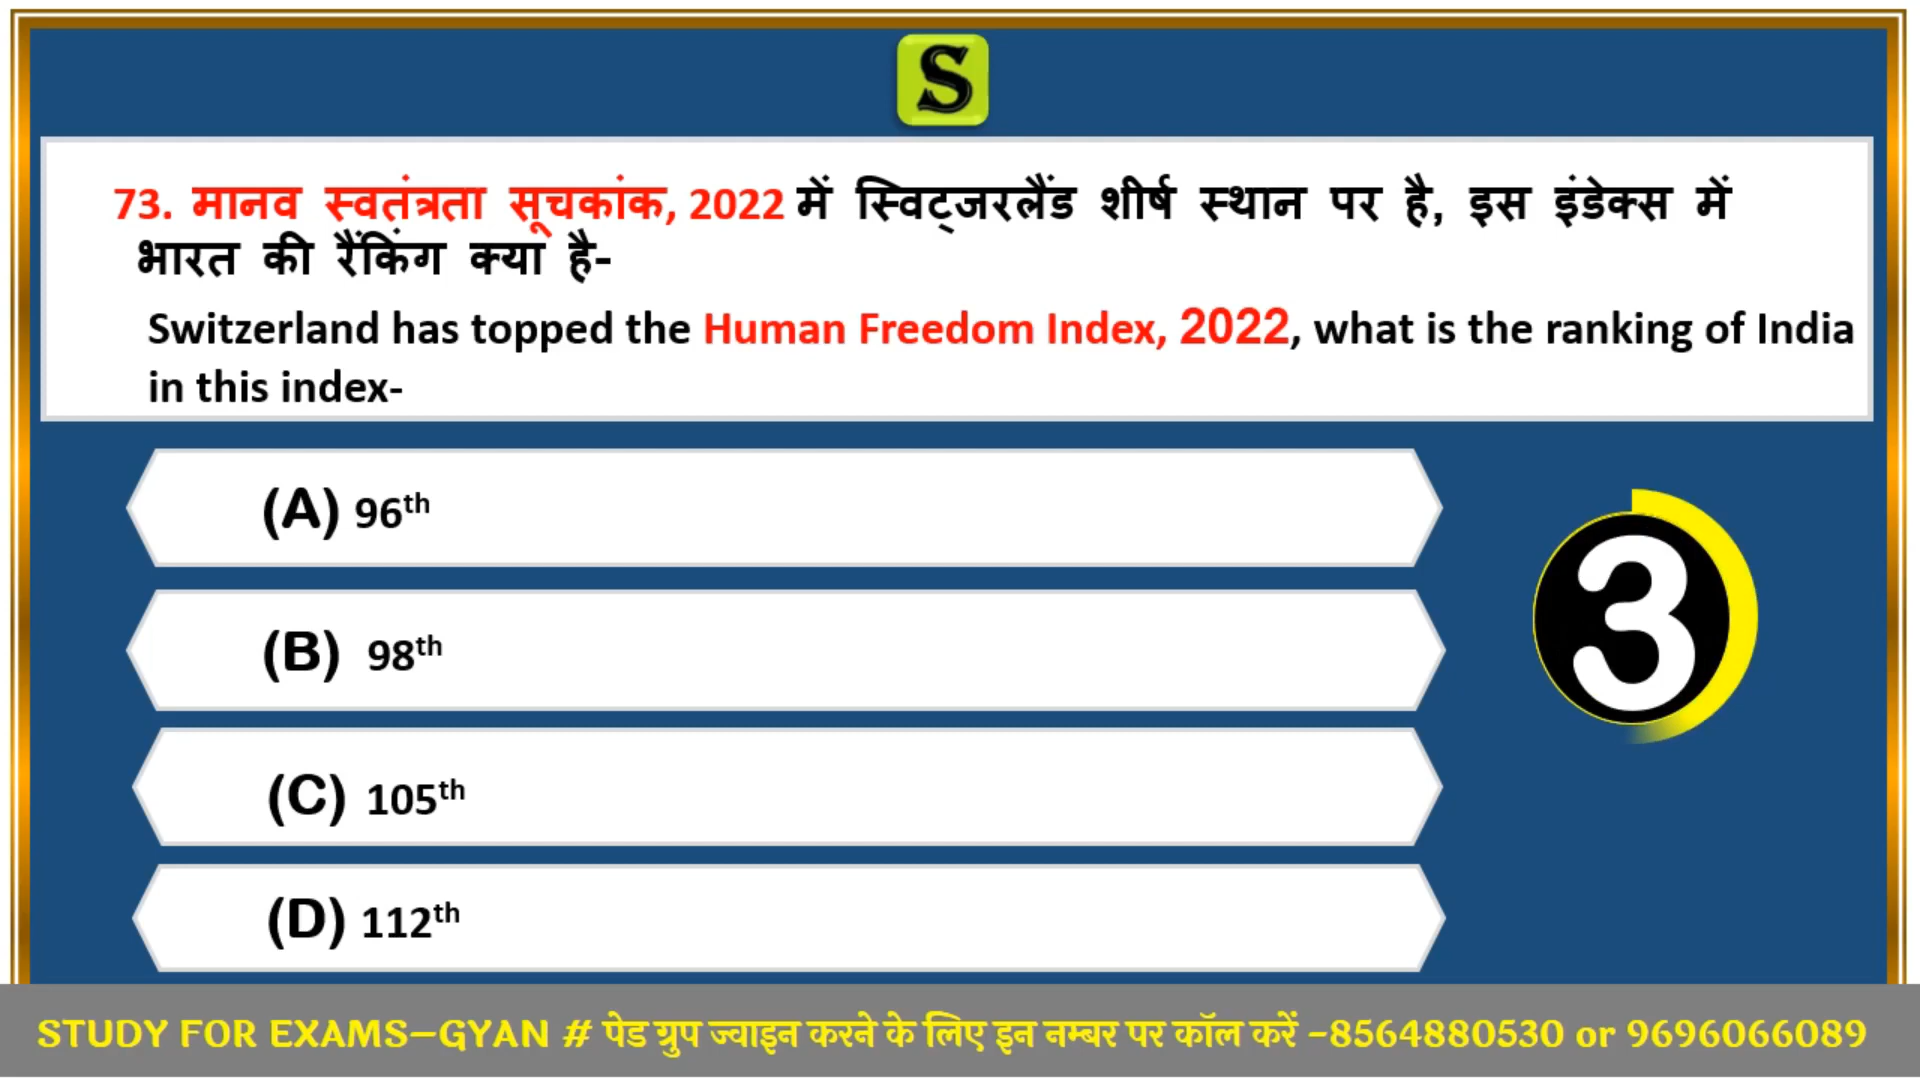 S
73. मानव स्वतंत्रता सूचकांक, 2022 में स्विट्जरलैंड शीर्ष स्थान पर है, इस इंडेक्स में
भारत की रैंकिंग क्या है-
Switzerland has topped the Human Freedom Index, 2022, what is the ranking of India
in this index-
(A) 96th
(B) 98th
3
(C) 105th
(D) 112th
STUDY FOR EXAMS–GYAN # पेड ग्रुप ज्वाइन करने के लिए इन नम्बर पर कॉल करें -8564880530 or 9696066089